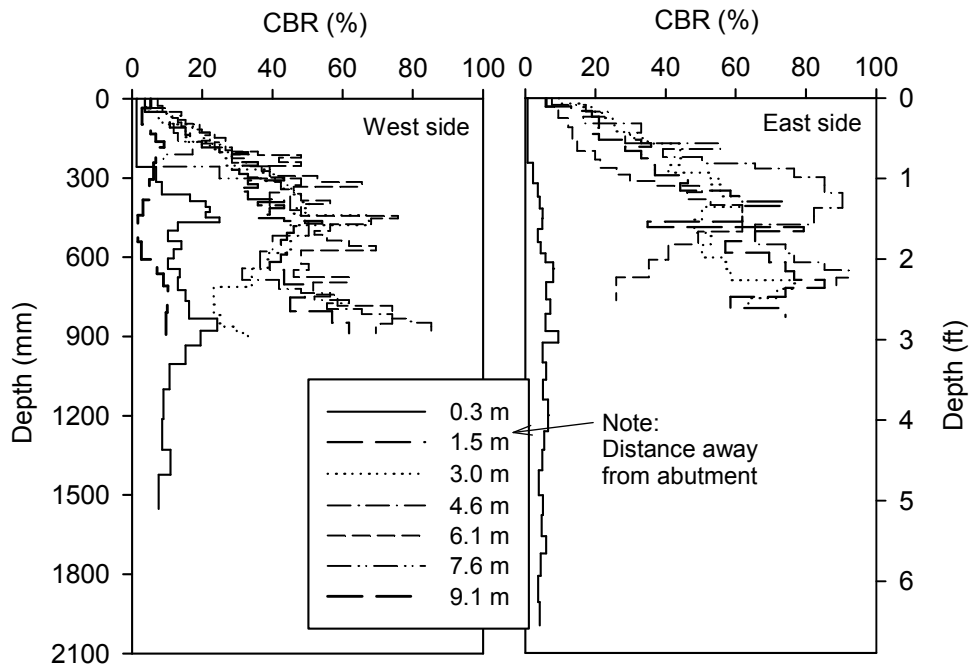 CBR (%)
0 20 40 60 80 100
CBR (%)
0 20 40 60 80 100
West side
East side
Depth (mm)
0
300
600
900
1200
1500
1800
2100
Depth (ft)
0
1
2
3
4
5
6
0.3 m
1.5 m
3.0 m
4.6 m
6.1 m
7.6 m
9.1 m
Note:
Distance away
from abutment